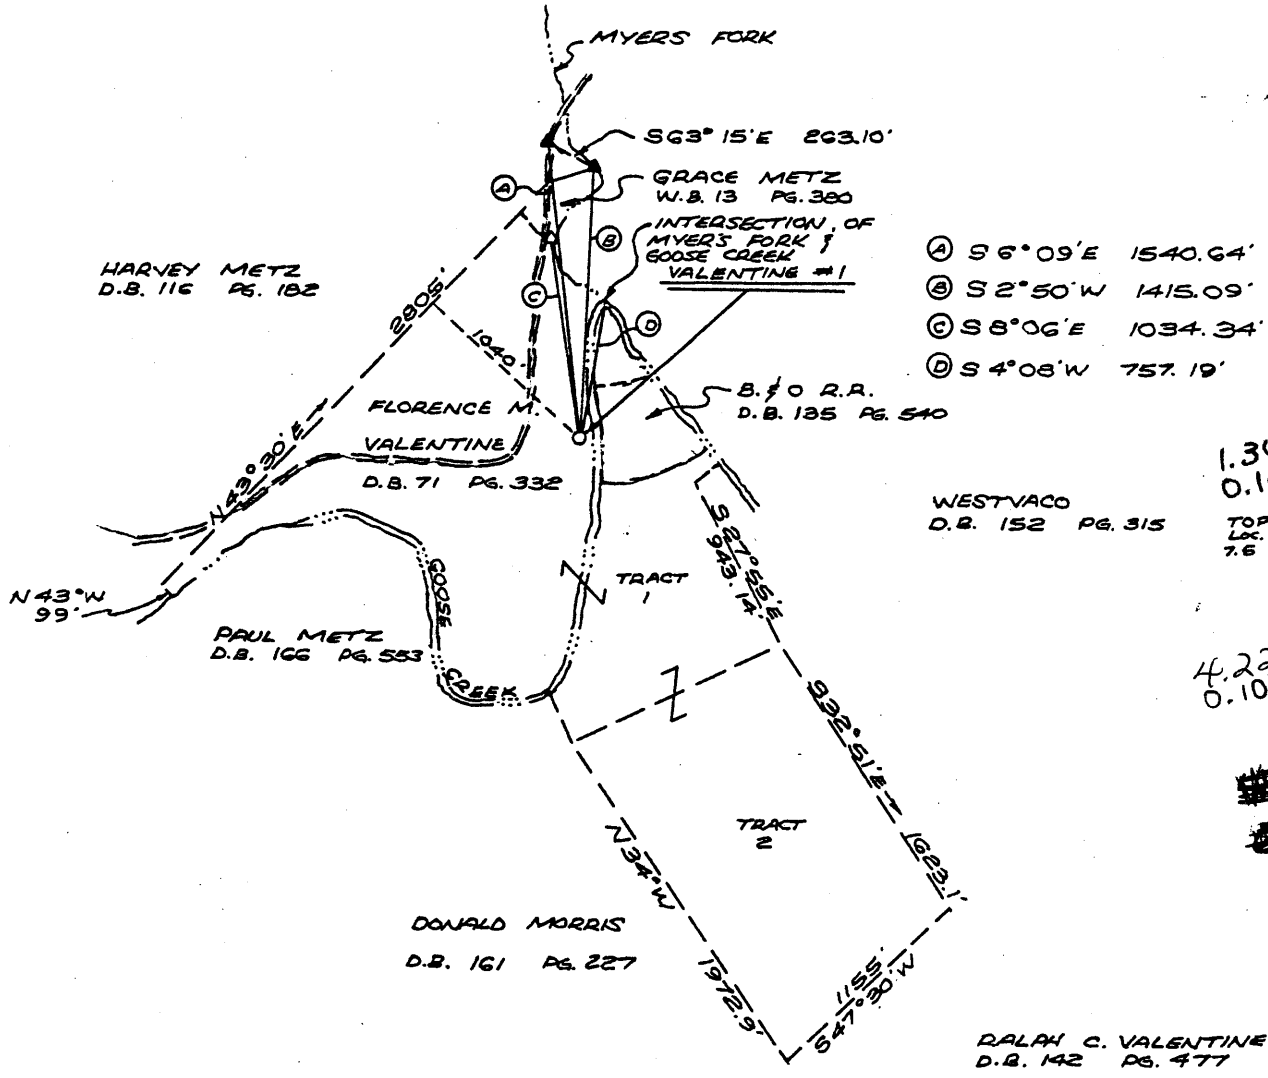 MYERS FORK
S63° 15'E 263.10'
A
GRACE METZ
W.B. 13 PG. 380
INTERSECTION OF
MYER'S FORK &
GOOSE CREEK
VALENTINE #1
B
HARVEY METZ
D.B. 116 PG. 182
A S 6° 09'E 1540.64'
B S 2° 50'W 1415.09'
C S 8° 06'E 1034.34'
D S 4° 08'W 757.19'
2805'
C
D
1040'
B. & O R.R.
D.B. 135 PG. 540
FLORENCE M.
VALENTINE
D.B. 71 PG. 332
N43° 30'E
WESTVACO
D.B. 152 PG. 315
TOP
LOC.
S27° 55'E
943.14'
TRACT
1
N43°W
99'
GOOSE
CREEK
PAUL METZ
D.B. 166 PG. 553
S32° 51'E
1623.1'
TRACT
2
N34°W
1972.9'
DONALD MORRIS
D.B. 161 PG. 227
1155'
S47° 30'W
RALPH C. VALENTINE
D.B. 142 PG. 477